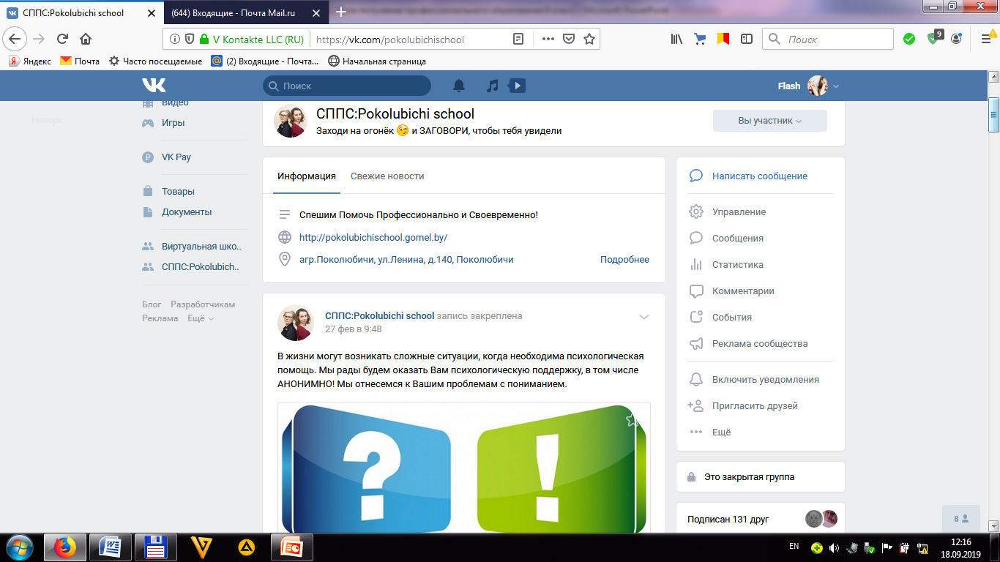 СППС:Pokolubichi school
(644) Входящие - Почта Mail.ru
V Kontakte LLC (RU)
https://vk.com/pokolubichischool
Поиск
9
Яндекс
Почта
Часто посещаемые
(2) Входящие - Почта...
Начальная страница
Поиск
Flash
Наверх
Видео
Игры
VK Pay
Товары
Документы
Виртуальная шко..
СППС:Pokolubich..
Блог Разработчикам
Реклама Ещё
СППС:Pokolubichi school
Заходи на огонёк 😉 и ЗАГОВОРИ, чтобы тебя увидели
Вы участник
Информация
Свежие новости
Спешим Помочь Профессионально и Своевременно!
http://pokolubichischool.gomel.by/
агр.Поколюбичи, ул.Ленина, д.140, Поколюбичи
Подробнее
СППС:Pokolubichi school запись закреплена
27 фев в 9:48
В жизни могут возникать сложные ситуации, когда необходима психологическая
помощь. Мы рады будем оказать Вам психологическую поддержку, в том числе
АНОНИМНО! Мы отнесемся к Вашим проблемам с пониманием.
?
!
Написать сообщение
Управление
Сообщения
Статистика
Комментарии
События
Реклама сообщества
Включить уведомления
Пригласить друзей
Ещё
Это закрытая группа
Подписан 131 друг
8
EN
12:16
18.09.2019